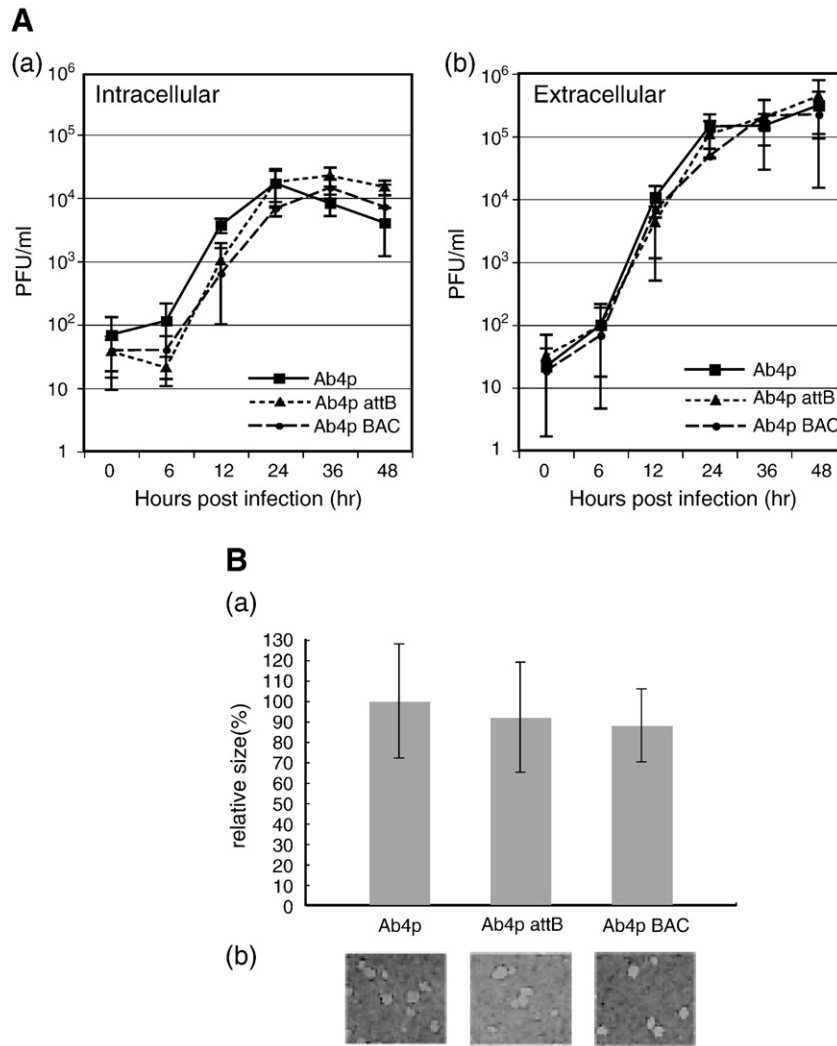 A
(a)
(b)
Intracellular
PFU/ml
10⁶
10⁵
10⁴
10³
10²
10
1
Ab4p
Ab4p attB
Ab4p BAC
0 6 12 24 36 48
Hours post infection (hr)
Extracellular
PFU/ml
10⁶
10⁵
10⁴
10³
10²
10
1
Ab4p
Ab4p attB
Ab4p BAC
0 6 12 24 36 48
Hours post infection (hr)
B
(a)
relative size(%)
130
120
110
100
90
80
70
60
50
40
30
20
10
0
Ab4p Ab4p attB Ab4p BAC
(b)